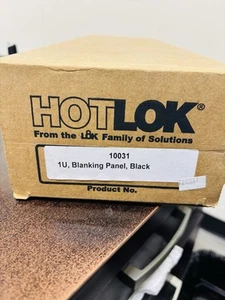 HOTLOK®
From the LOK Family of Solutions
10031
1U, Blanking Panel, Black
Product No.